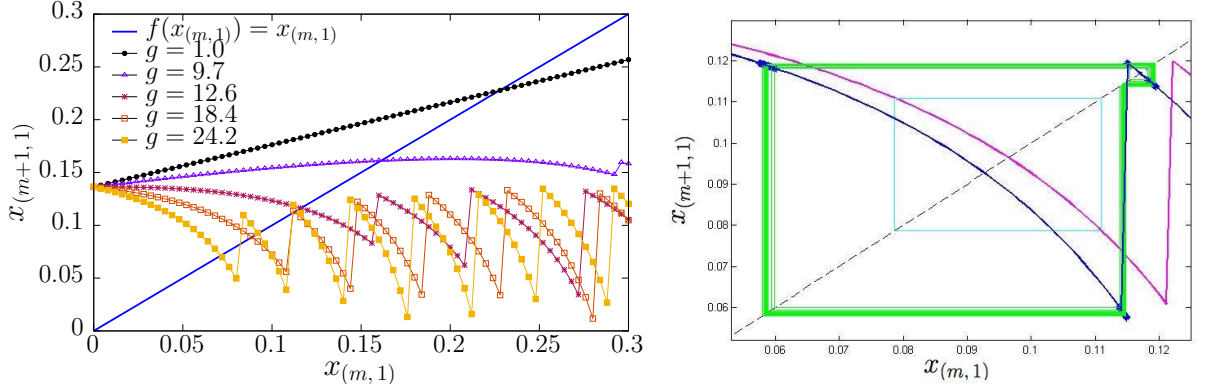 f(x(m,1)) = x(m,1)
g = 1.0
g = 9.7
g = 12.6
g = 18.4
g = 24.2
0.3
0.25
0.2
0.15
0.1
0.05
0
x(m+1,1)
0 0.05 0.1 0.15 0.2 0.25 0.3
x(m,1)
0.12
0.11
0.1
0.09
0.08
0.07
0.06
x(m+1,1)
0.06 0.07 0.08 0.09 0.1 0.11 0.12
x(m,1)